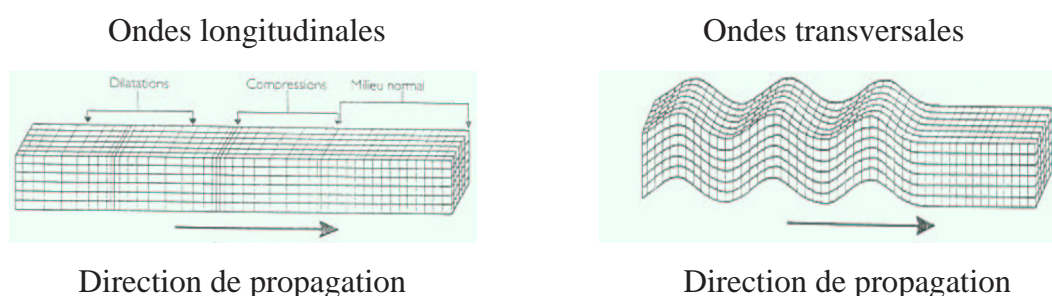 Ondes longitudinales
Ondes transversales
Dilatations Compressions Milieu normal
Direction de propagation
Direction de propagation